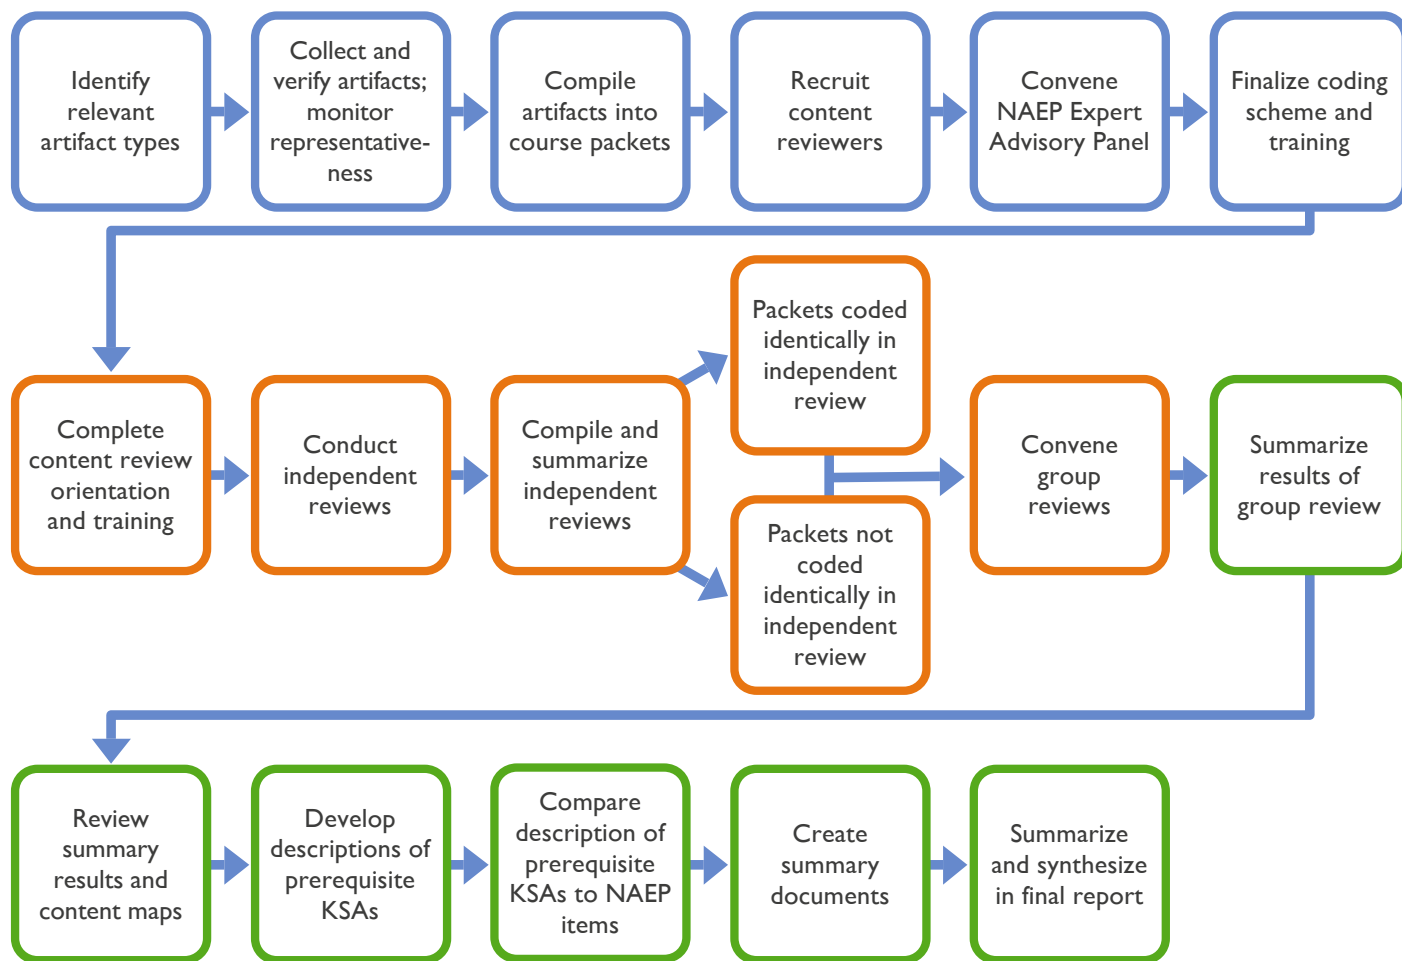 Identify
relevant
artifact types
Collect and
verify artifacts;
monitor
representative-
ness
Compile
artifacts into
course packets
Recruit
content
reviewers
Convene
NAEP Expert
Advisory Panel
Finalize coding
scheme and
training
Complete
content review
orientation
and training
Conduct
independent
reviews
Compile and
summarize
independent
reviews
Packets coded
identically in
independent
review
Packets not
coded
identically in
independent
review
Convene
group
reviews
Summarize
results of
group review
Review
summary
results and
content maps
Develop
descriptions of
prerequisite
KSAs
Compare
description of
prerequisite
KSAs to NAEP
items
Create
summary
documents
Summarize
and synthesize
in final report